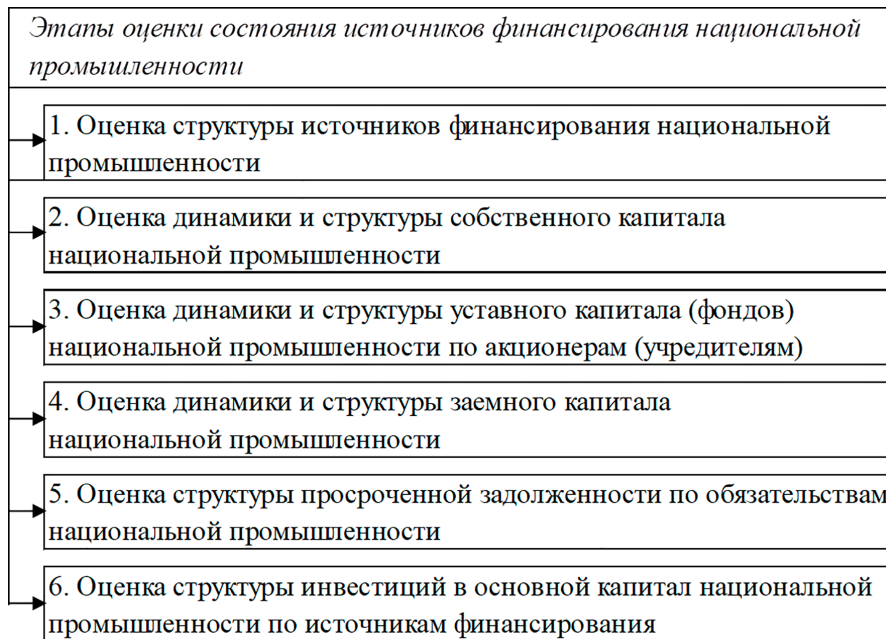 Этапы оценки состояния источников финансирования национальной
промышленности
1. Оценка структуры источников финансирования национальной
промышленности
2. Оценка динамики и структуры собственного капитала
национальной промышленности
3. Оценка динамики и структуры уставного капитала (фондов)
национальной промышленности по акционерам (учредителям)
4. Оценка динамики и структуры заемного капитала
национальной промышленности
5. Оценка структуры просроченной задолженности по обязательствам
национальной промышленности
6. Оценка структуры инвестиций в основной капитал национальной
промышленности по источникам финансирования